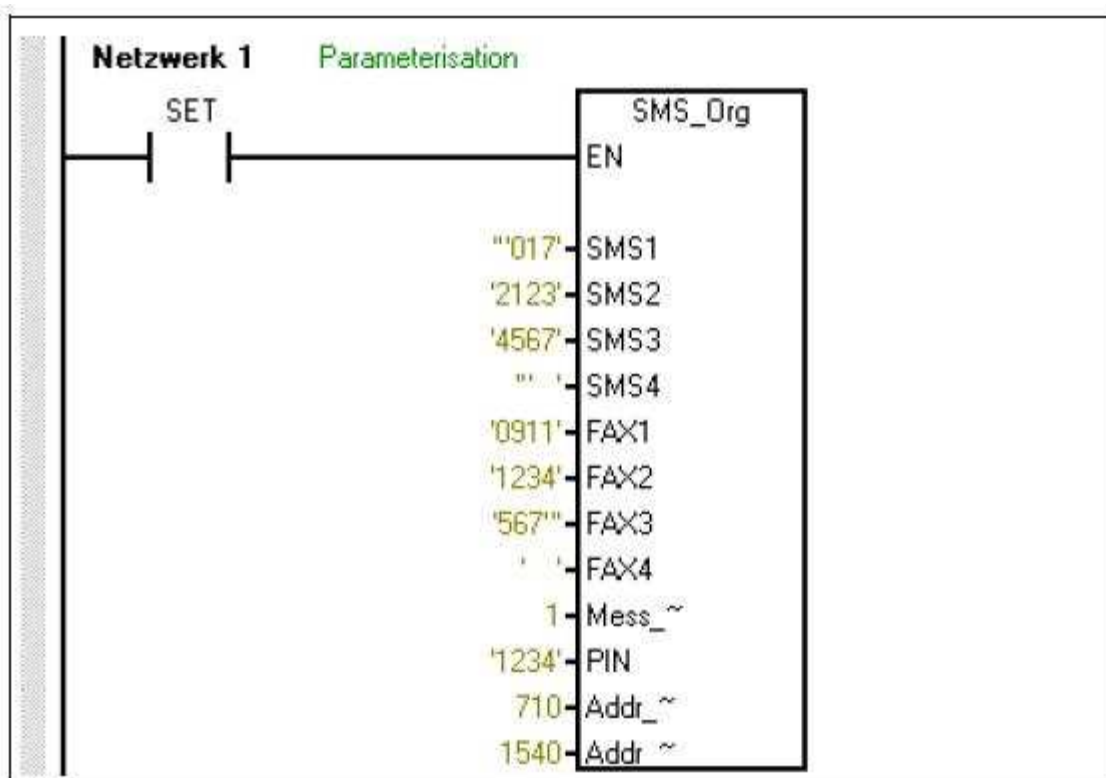 Netzwerk 1 Parameterisation
SET
SMS_Org
EN
"'017' SMS1
'2123' SMS2
'4567' SMS3
"' ' SMS4
'0911' FAX1
'1234' FAX2
'567'" FAX3
' ' FAX4
1 Mess_~
'1234' PIN
710 Addr_~
1540 Addr_~